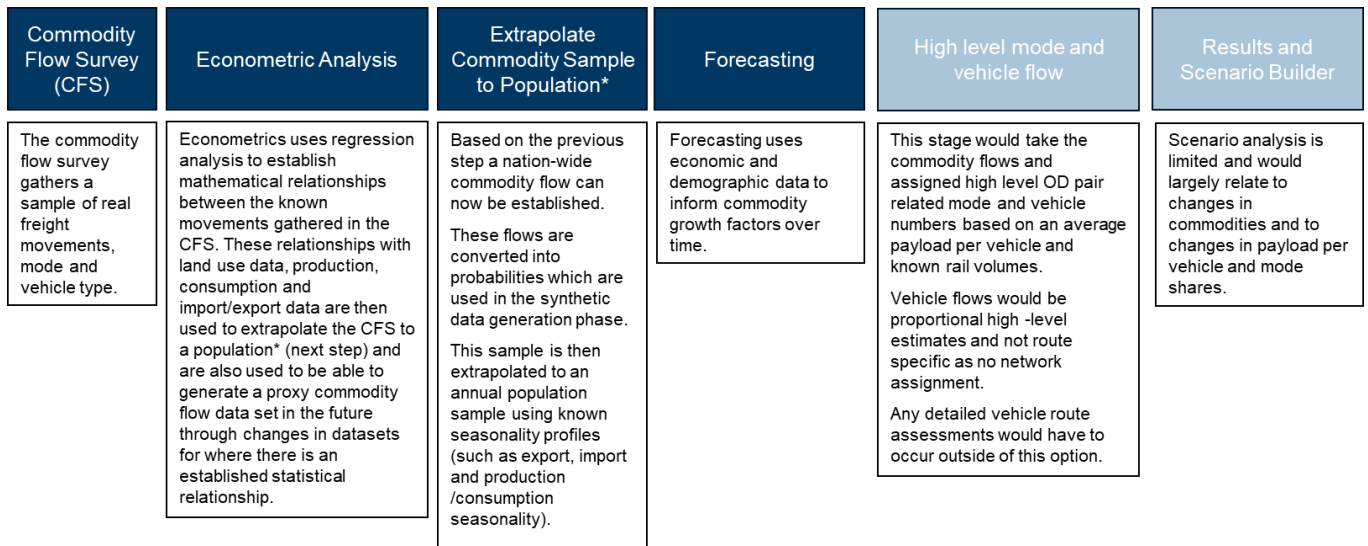 Commodity
Flow Survey
(CFS)
Econometric Analysis
Extrapolate
Commodity Sample
to Population*
Forecasting
High level mode and
vehicle flow
Results and
Scenario Builder
The commodity
flow survey
gathers a
sample of real
freight
movements,
mode and
vehicle type.
Econometrics uses regression
analysis to establish
mathematical relationships
between the known
movements gathered in the
CFS. These relationships with
land use data, production,
consumption and
import/export data are then
used to extrapolate the CFS to
a population* (next step) and
are also used to be able to
generate a proxy commodity
flow data set in the future
through changes in datasets
for where there is an
established statistical
relationship.
Based on the previous
step a nation-wide
commodity flow can
now be established.
These flows are
converted into
probabilities which are
used in the synthetic
data generation phase.
This sample is then
extrapolated to an
annual population
sample using known
seasonality profiles
(such as export, import
and production
/consumption
seasonality).
Forecasting uses
economic and
demographic data to
inform commodity
growth factors over
time.
This stage would take the
commodity flows and
assigned high level OD pair
related mode and vehicle
numbers based on an average
payload per vehicle and
known rail volumes.
Vehicle flows would be
proportional high -level
estimates and not route
specific as no network
assignment.
Any detailed vehicle route
assessments would have to
occur outside of this option.
Scenario analysis is
limited and would
largely relate to
changes in
commodities and to
changes in payload per
vehicle and mode
shares.